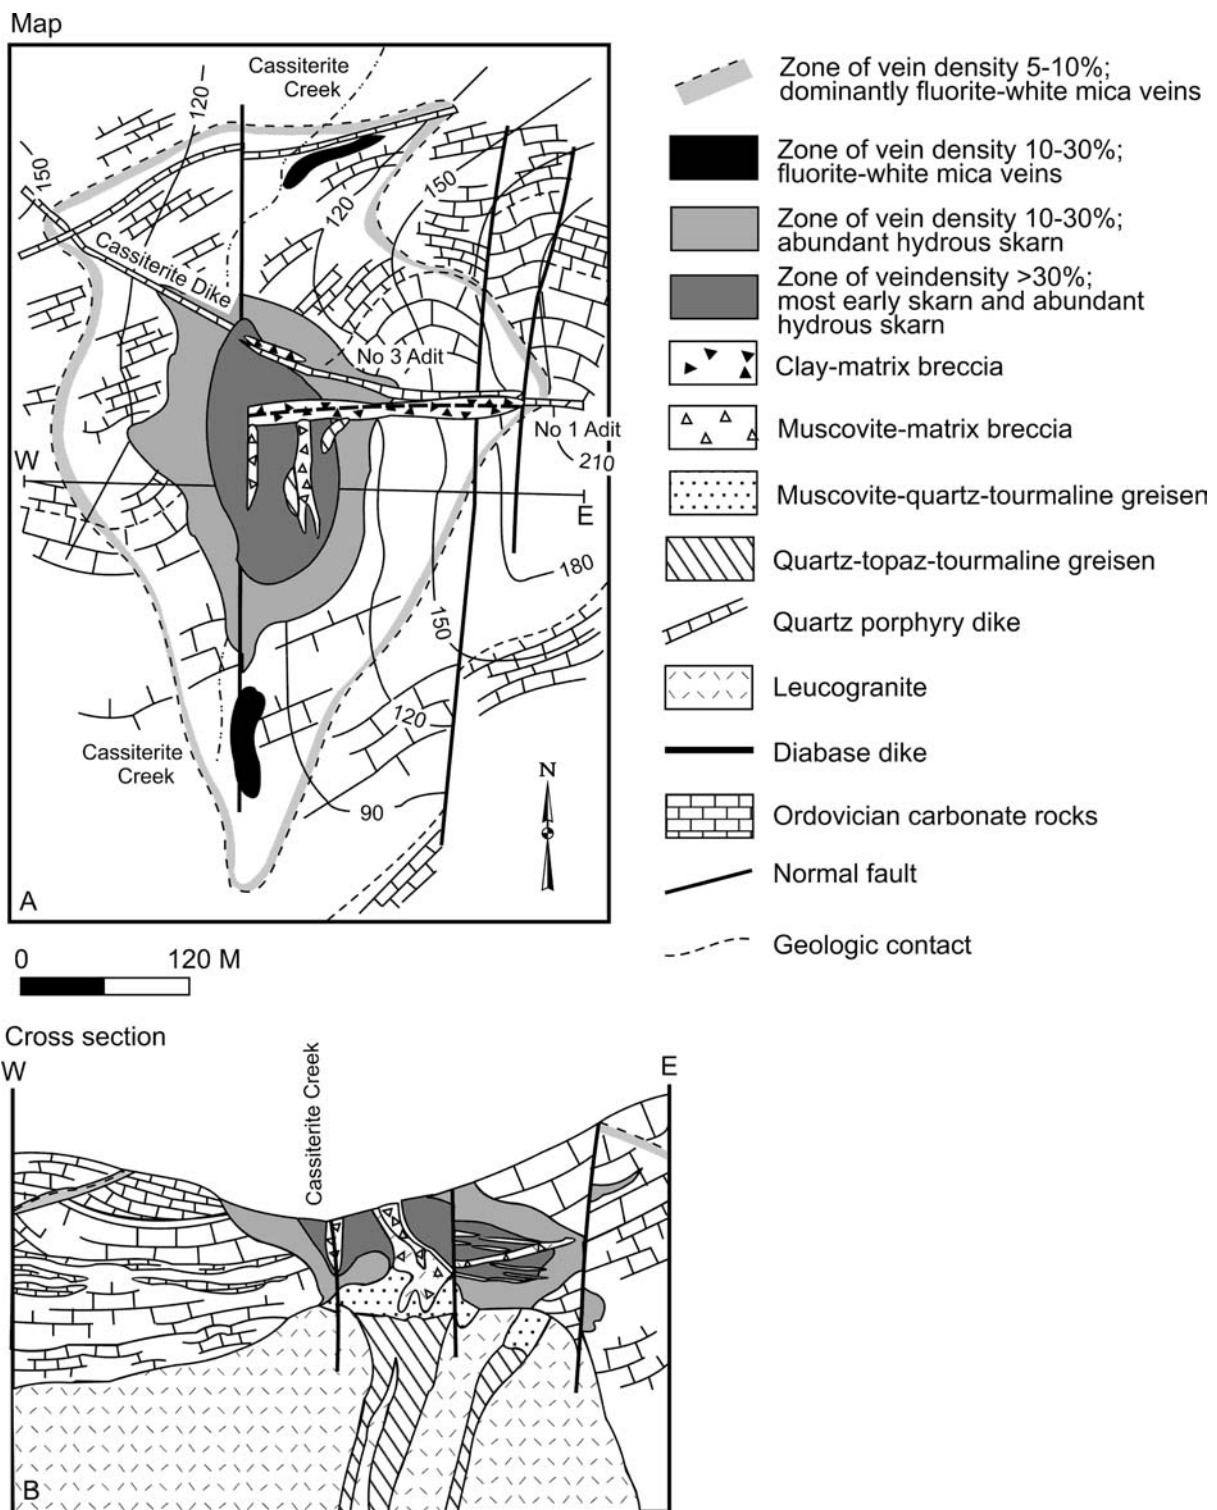 Map
Cassiterite
Creek
120
150
150
120
Cassiterite Dike
No 3 Adit
No 1 Adit
210
W
E
180
150
120
Cassiterite
Creek
90
N
A
0 120 M
Zone of vein density 5-10%;
dominantly fluorite-white mica veins
Zone of vein density 10-30%;
fluorite-white mica veins
Zone of vein density 10-30%;
abundant hydrous skarn
Zone of veindensity >30%;
most early skarn and abundant
hydrous skarn
Clay-matrix breccia
Muscovite-matrix breccia
Muscovite-quartz-tourmaline greisen
Quartz-topaz-tourmaline greisen
Quartz porphyry dike
Leucogranite
Diabase dike
Ordovician carbonate rocks
Normal fault
Geologic contact
Cross section
W
Cassiterite Creek
E
B